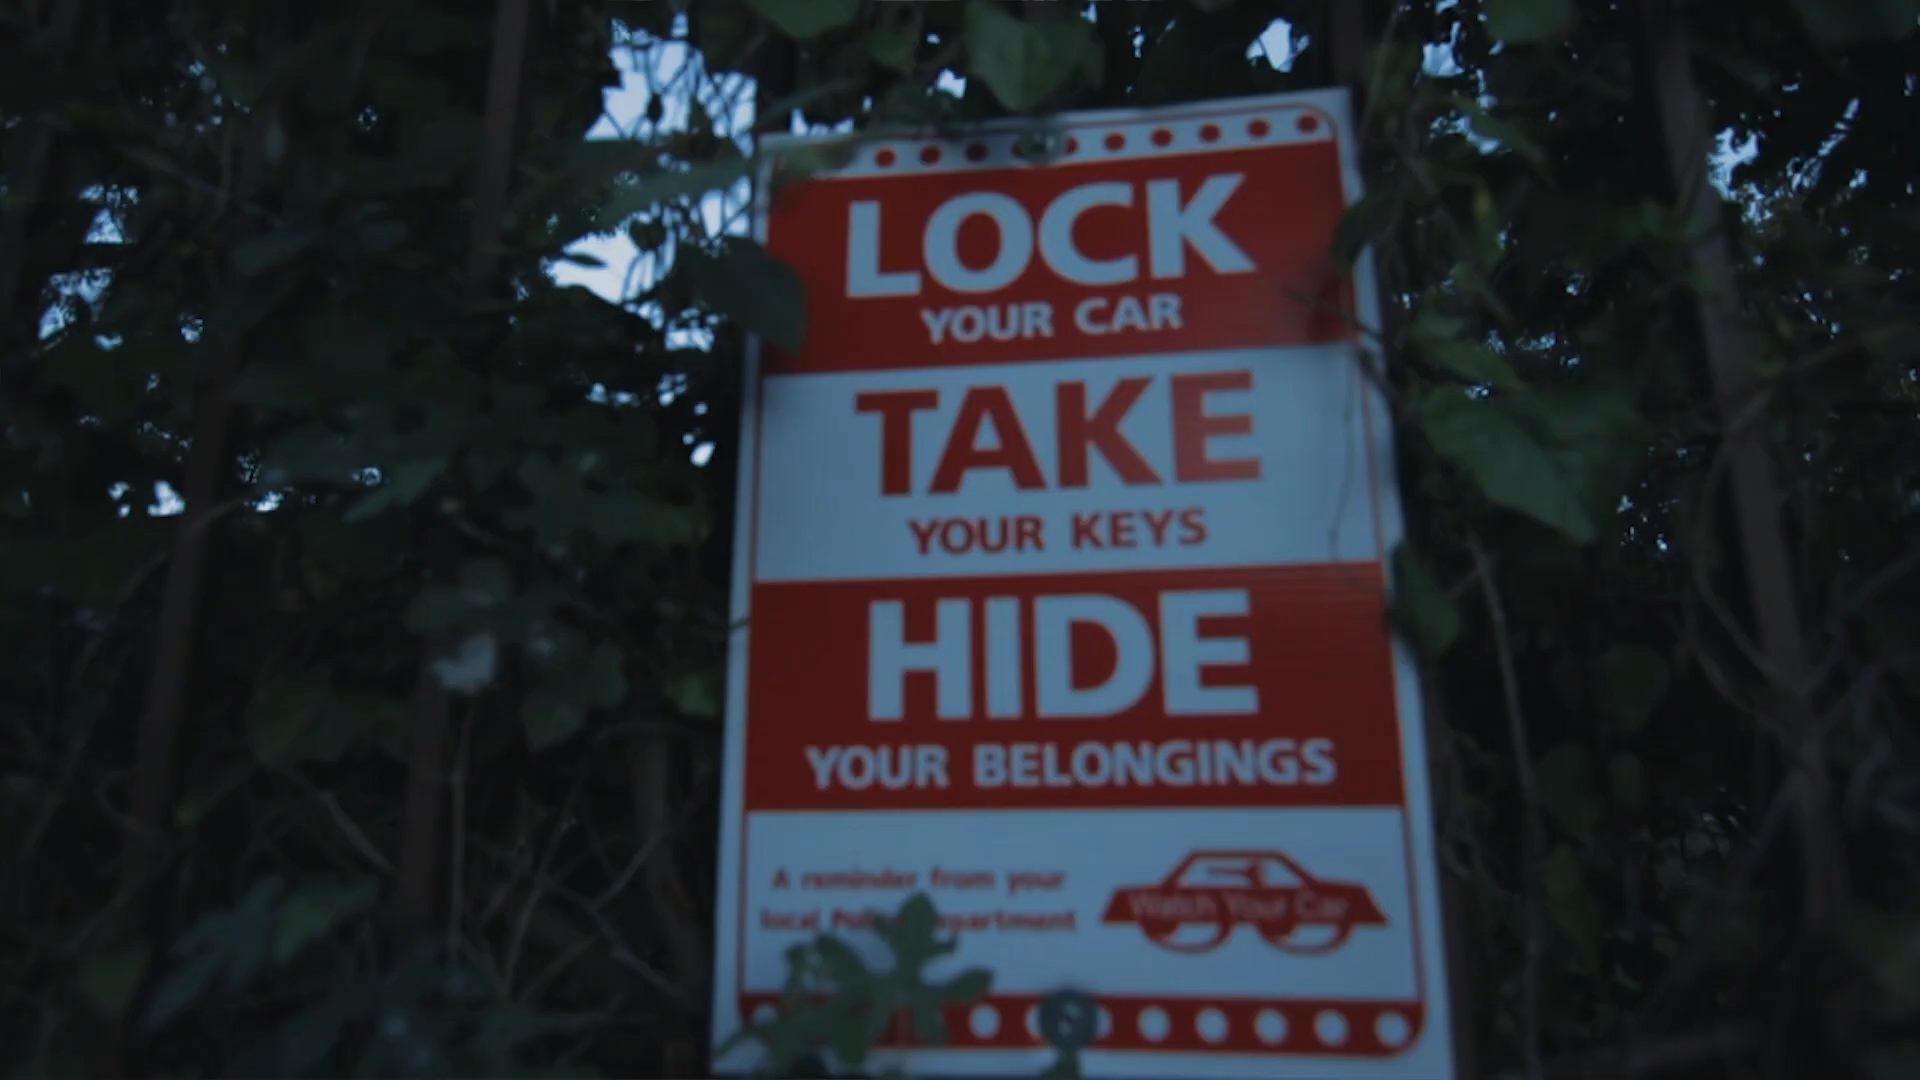 LOCK
YOUR CAR
TAKE
YOUR KEYS
HIDE
YOUR BELONGINGS
A reminder from your
local
Watch Your Car